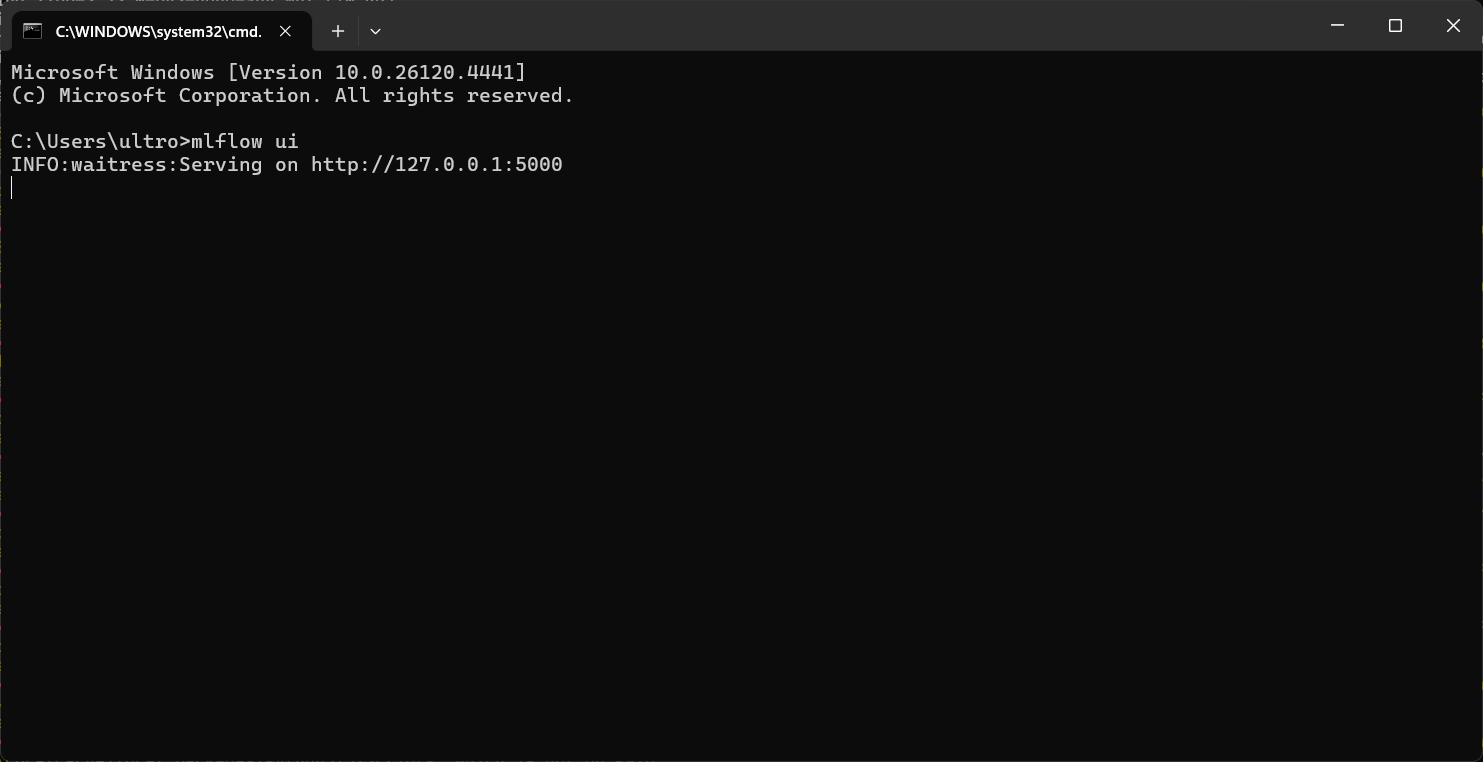 C:\WINDOWS\system32\cmd.
Microsoft Windows [Version 10.0.26120.4441]
(c) Microsoft Corporation. All rights reserved.
C:\Users\ultro>mlflow ui
INFO:waitress:Serving on http://127.0.0.1:5000